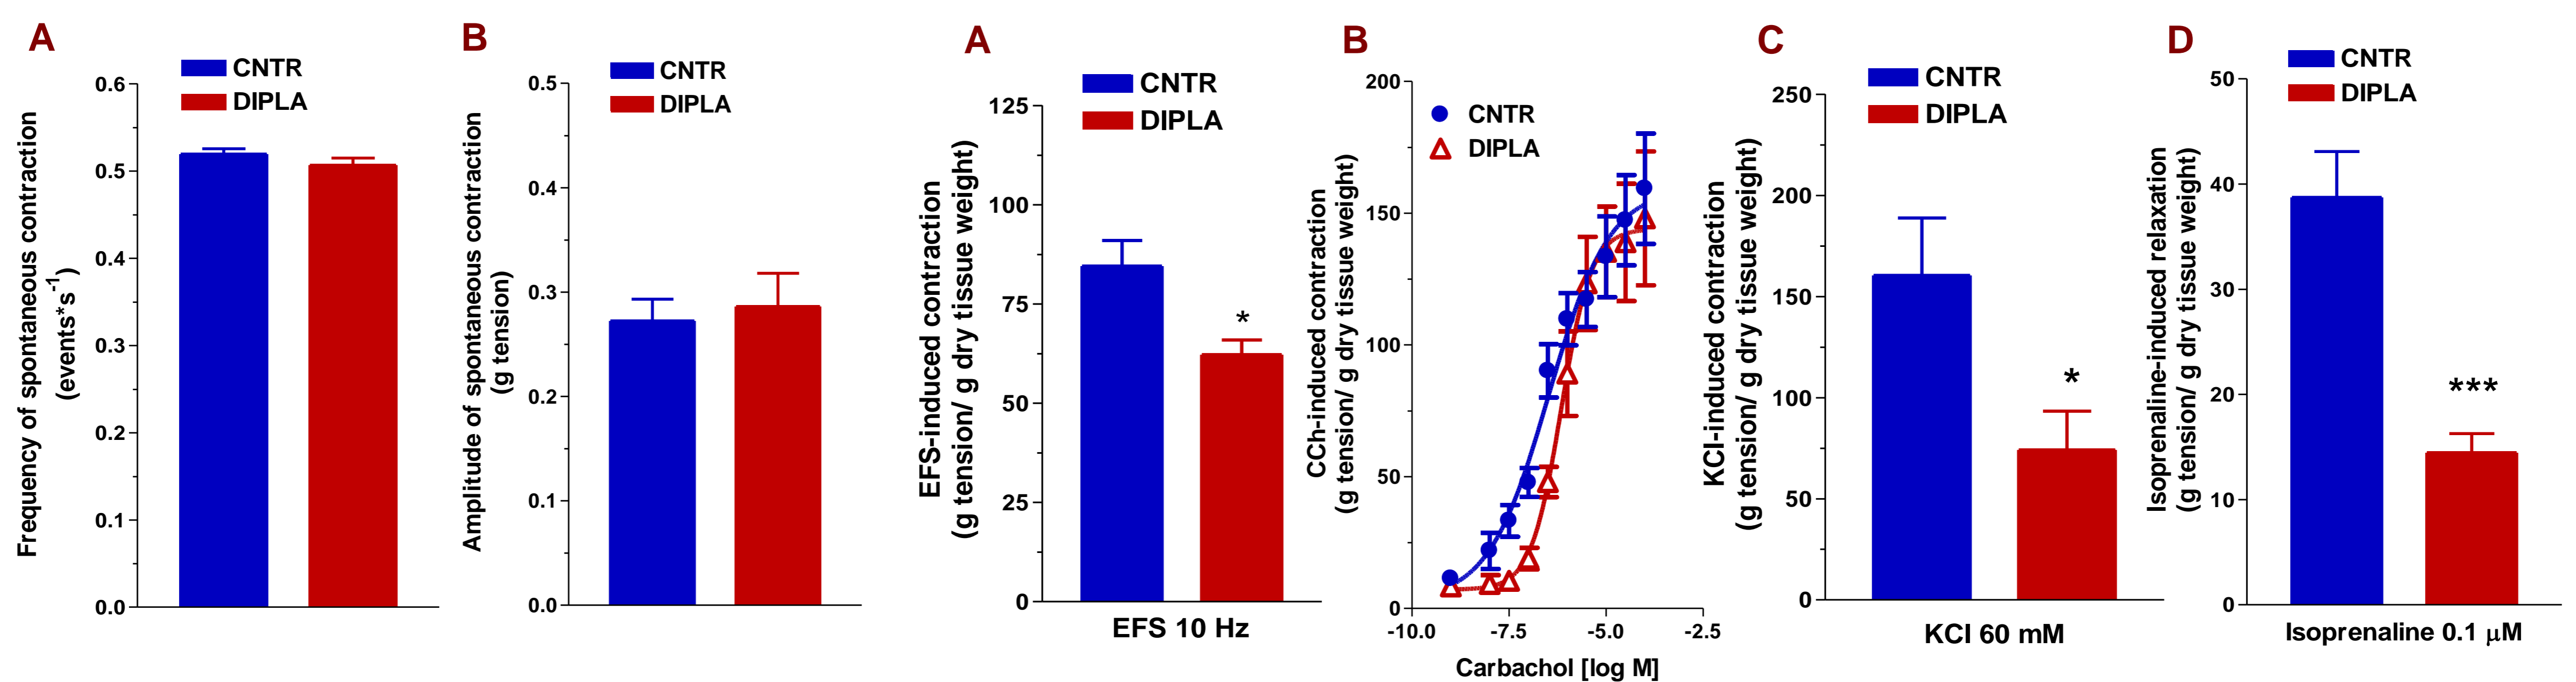 A
CNTR
DIPLA
Frequency of spontaneous contraction
(events*s-1)
0.6
0.5
0.4
0.3
0.2
0.1
0.0
B
CNTR
DIPLA
Amplitude of spontaneous contraction
(g tension)
0.5
0.4
0.3
0.2
0.1
0.0
A
CNTR
DIPLA
EFS-induced contraction
(g tension/ g dry tissue weight)
125
100
75
50
25
0
*
EFS 10 Hz
B
CNTR
DIPLA
CCh-induced contraction
(g tension/ g dry tissue weight)
200
150
100
50
0
-10.0
-7.5
-5.0
-2.5
Carbachol [log M]
C
CNTR
DIPLA
KCl-induced contraction
(g tension/ g dry tissue weight)
250
200
150
100
50
0
*
KCl 60 mM
D
CNTR
DIPLA
Isoprenaline-induced relaxation
(g tension/ g dry tissue weight)
50
40
30
20
10
0
***
Isoprenaline 0.1 μM